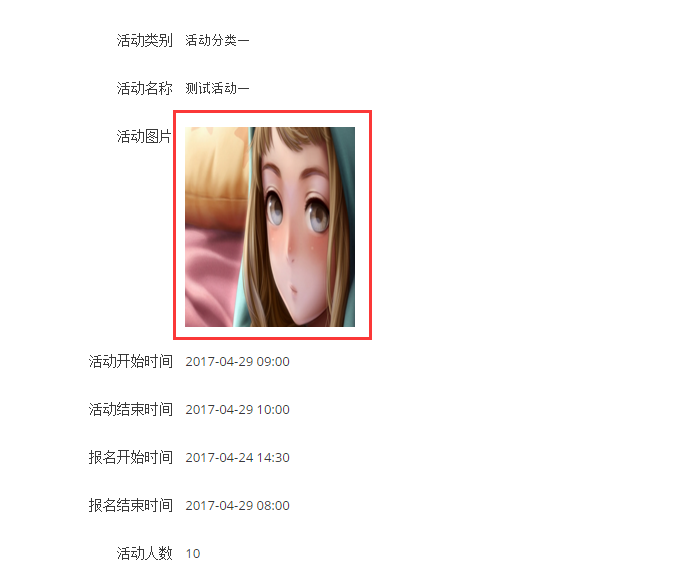 活动类别 活动分类一
活动名称 测试活动一
活动图片
活动开始时间 2017-04-29 09:00
活动结束时间 2017-04-29 10:00
报名开始时间 2017-04-24 14:30
报名结束时间 2017-04-29 08:00
活动人数 10